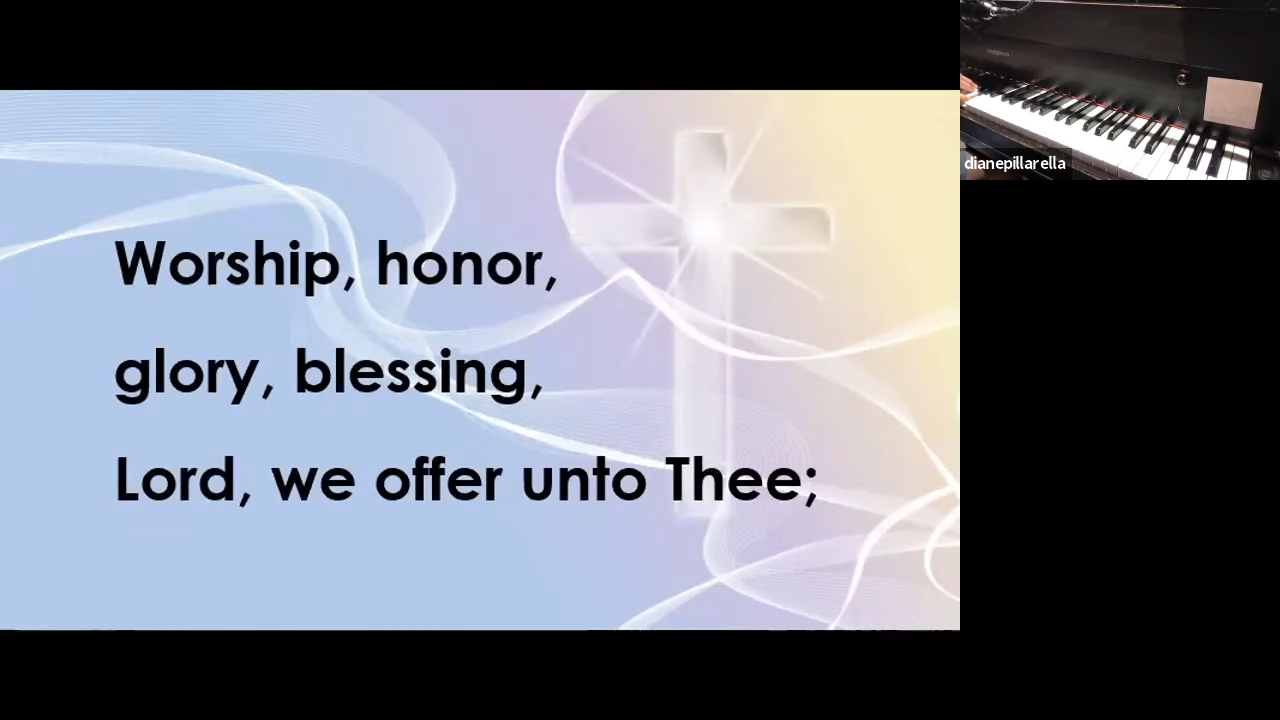 Worship, honor,
glory, blessing,
Lord, we offer unto Thee;
dianepillarella